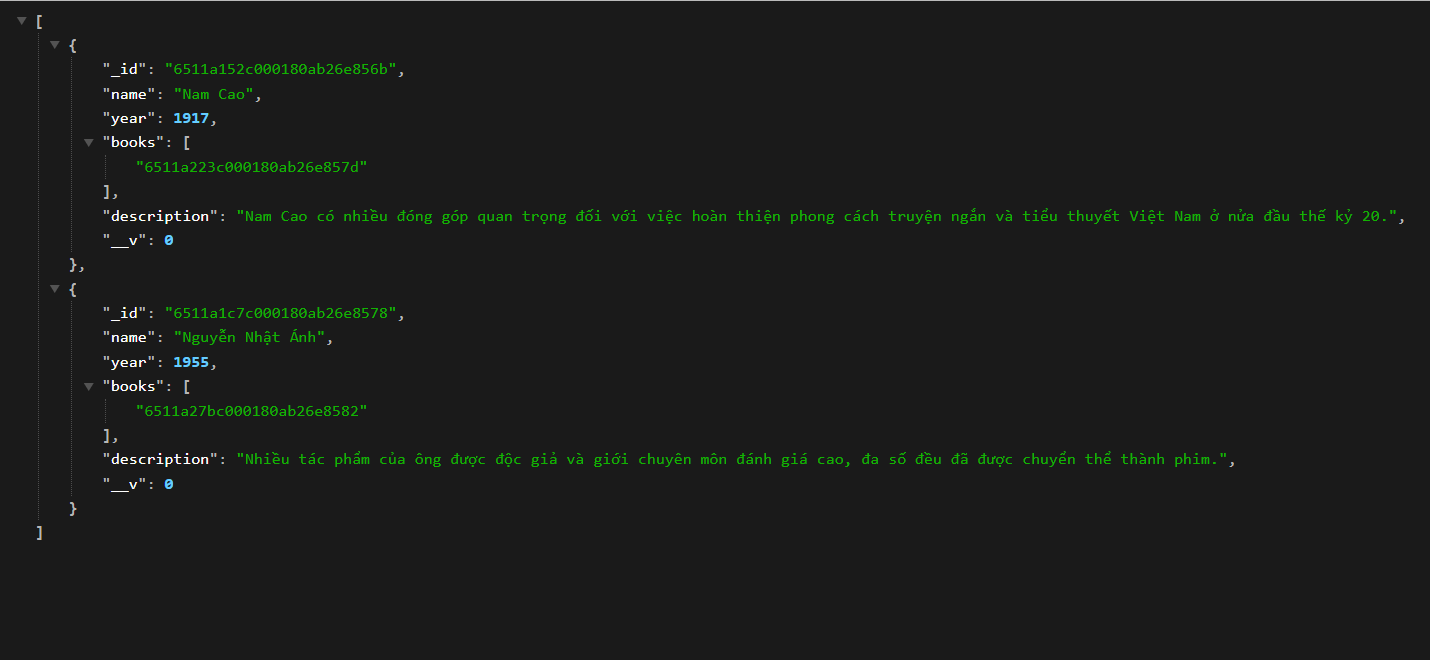 [
{
"_id": "6511a152c000180ab26e856b",
"name": "Nam Cao",
"year": 1917,
"books": [
"6511a223c000180ab26e857d"
],
"description": "Nam Cao có nhiều đóng góp quan trọng đối với việc hoàn thiện phong cách truyện ngắn và tiểu thuyết Việt Nam ở nửa đầu thế kỷ 20.",
"__v": 0
},
{
"_id": "6511a1c7c000180ab26e8578",
"name": "Nguyễn Nhật Ánh",
"year": 1955,
"books": [
"6511a27bc000180ab26e8582"
],
"description": "Nhiều tác phẩm của ông được độc giả và giới chuyên môn đánh giá cao, đa số đều đã được chuyển thể thành phim.",
"__v": 0
}
]